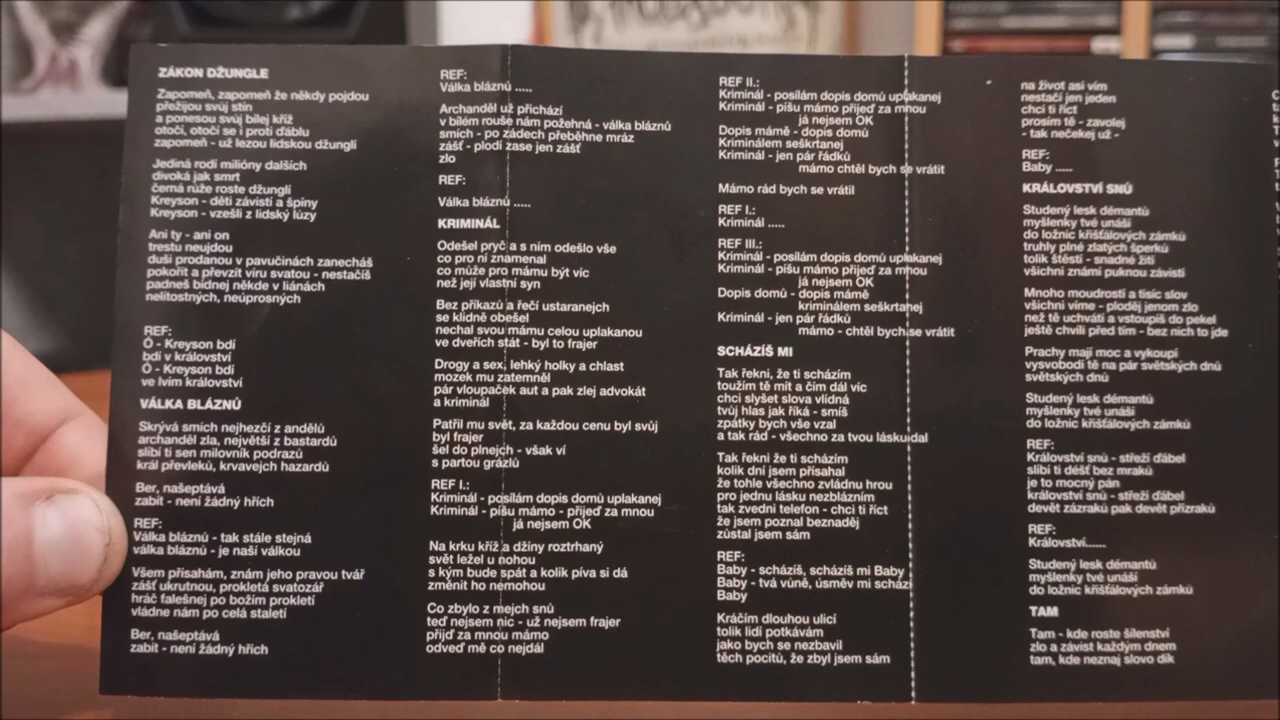 ZÁKON DŽUNGLE
Zapomeň, zapomeň že někdy pojdou
přežijou svůj stín
a ponesou svůj bílej kříž
otočí, otočí se i proti ďáblu
zapomeň - už lezou lidskou džunglí
Jediná rodí milióny dalších
divoká jak smrt
černá růže roste džunglí
Kreyson - děti závistí a špíny
Kreyson - vzešlí z lidský lůzy
Ani ty - ani on
trestu neujdou
duši prodanou v pavučinách zanecháš
pokořit a převzít víru svatou - nestačíš
padneš bídnej někde v liánách
nelítostných, neúprosných
REF:
Ó - Kreyson bdí
bdí v království
Ó - Kreyson bdí
ve lvím království
VÁLKA BLÁZNŮ
Skrývá smích nejhezčí z andělů
archanděl zla, největší z bastardů
slíbí ti sen milovník podrazů
král převleků, krvavejch hazardů
Ber, našeptává
zabít - není žádný hřích
REF:
Válka bláznů - tak stále stejná
válka bláznů - je naší válkou
Všem přísahám, znám jeho pravou tvář
zášť ukrutnou, prokletá svatozář
hráč falešnej po božím prokletí
vládne nám po celá staletí
Ber, našeptává
zabít - není žádný hřích
REF:
Válka bláznů .....
Archanděl už přichází
v bílém rouše nám požehná - válka bláznů
smích - po zádech přeběhne mráz
zášť - plodí zase jen zášť
zlo
REF:
Válka bláznů .....
KRIMINÁL
Odešel pryč a s ním odešlo vše
co pro ní znamenal
co může pro mámu být víc
než její vlastní syn
Bez příkazů a řečí ustaranejch
se klidně obešel
nechal svou mámu celou uplakanou
ve dveřích stát - byl to frajer
Drogy a sex, lehký holky a chlast
mozek mu zatemněl
pár vloupaček aut a pak zlej advokát
a kriminál
Patřil mu svět, za každou cenu byl svůj
byl frajer
šel do plnejch - však ví
s partou grázlů
REF I.:
Kriminál - posílám dopis domů uplakanej
Kriminál - píšu mámo - přijeď za mnou
já nejsem OK
Na krku kříž a džíny roztrhaný
svět ležel u nohou
s kým bude spát a kolik píva si dá
změnit ho nemohou
Co zbylo z mejch snů
teď nejsem nic - už nejsem frajer
přijď za mnou mámo
odveď mě co nejdál
REF II.:
Kriminál - posílám dopis domů uplakanej
Kriminál - píšu mámo přijeď za mnou
já nejsem OK
Dopis mámě - dopis domů
Kriminálem seškrtanej
Kriminál - jen pár řádků
mámo chtěl bych se vrátit
Mámo rád bych se vrátil
REF I.:
Kriminál .....
REF III.:
Kriminál - posílám dopis domů uplakanej
Kriminál - píšu mámo přijeď za mnou
já nejsem OK
Dopis domů - dopis mámě
kriminálem seškrtanej
Kriminál - jen pár řádků
mámo - chtěl bych se vrátit
SCHÁZÍŠ MI
Tak řekni, že ti scházím
toužím tě mít a čím dál víc
chci slyšet slova vlídná
tvůj hlas jak říká - smíš
zpátky bych vše vzal
a tak rád - všechno za tvou lásku dal
Tak řekni že ti scházím
kolik dní jsem přísahal
že tohle všechno zvládnu hrou
pro jednu lásku nezblázním
tak zvedni telefon - chci ti říct
že jsem poznal beznaděj
zůstal jsem sám
REF:
Baby - scházíš, scházíš mi Baby
Baby - tvá vůně, úsměv mi schází
Baby
Kráčím dlouhou ulicí
tolik lidí potkávám
jako bych se nezbavil
těch pocitů, že zbyl jsem sám
na život asi vím
nestačí jen jeden
chci ti říct
prosím tě - zavolej
- tak nečekej už -
REF:
Baby .....
KRÁLOVSTVÍ SNŮ
Studený lesk démantů
myšlenky tvé unáší
do ložnic křišťálových zámků
truhly plné zlatých šperků
tolik štěstí - snadné žití
všichni známí puknou závistí
Mnoho moudrostí a tisíc slov
všichni víme - ploděj jenom zlo
než tě uchvátí a vstoupíš do pekel
ještě chvíli před tím - bez nich to jde
Prachy mají moc a vykoupí
vysvobodí tě na pár světských dnů
světských dnů
Studený lesk démantů
myšlenky tvé unáší
do ložnic křišťálových zámků
REF:
Království snů - střeží ďábel
slíbí ti déšť bez mraků
je to mocný pán
království snů - střeží ďábel
devět zázraků pak devět přízraků
REF:
Království......
Studený lesk démantů
myšlenky tvé unáší
do ložnic křišťálových zámků
TAM
Tam - kde roste šílenství
zlo a závist každým dnem
tam, kde neznaj slovo dík